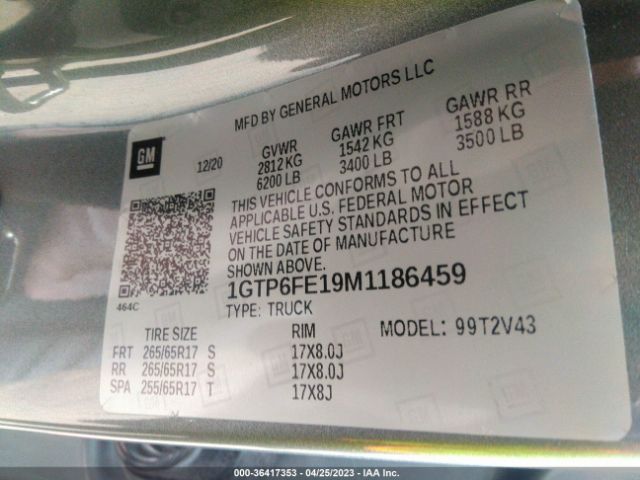 MFD BY GENERAL MOTORS LLC
GM
12/20
GVWR GAWR FRT GAWR RR
2812 KG 1542 KG 1588 KG
6200 LB 3400 LB 3500 LB
THIS VEHICLE CONFORMS TO ALL
APPLICABLE U.S. FEDERAL MOTOR
VEHICLE SAFETY STANDARDS IN EFFECT
ON THE DATE OF MANUFACTURE
SHOWN ABOVE.
464C
1GTP6FE19M1186459
TYPE: TRUCK MODEL: 99T2V43
TIRE SIZE RIM
FRT 265/65R17 S 17X8.0J
RR 265/65R17 S 17X8.0J
SPA 255/65R17 T 17X8J
000-36417353 - 04/25/2023 - IAA Inc.